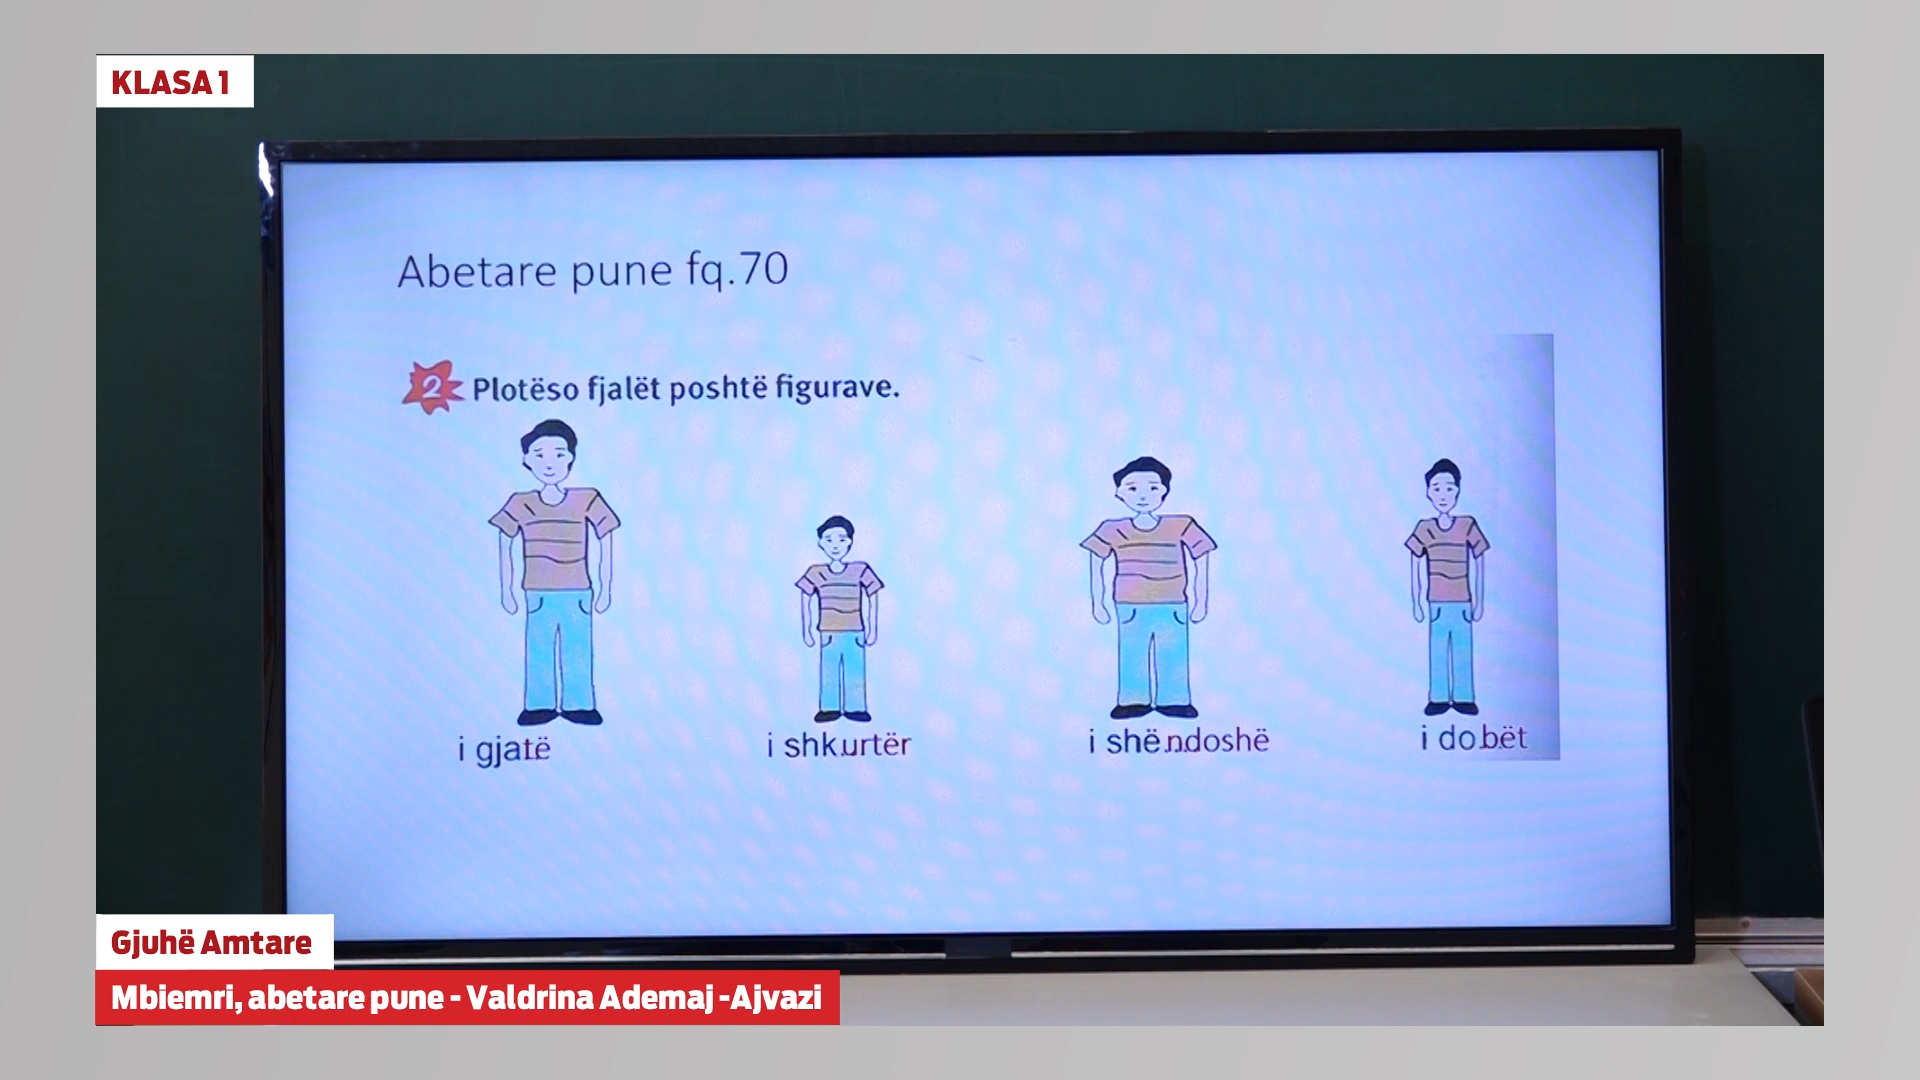 KLASA 1
Abetare pune fq.70
2 Plotëso fjalët poshtë figurave.
i gjatë
i shkurtër
i shëndoshë
i dobët
Gjuhë Amtare
Mbiemri, abetare pune - Valdrina Ademaj -Ajvazi